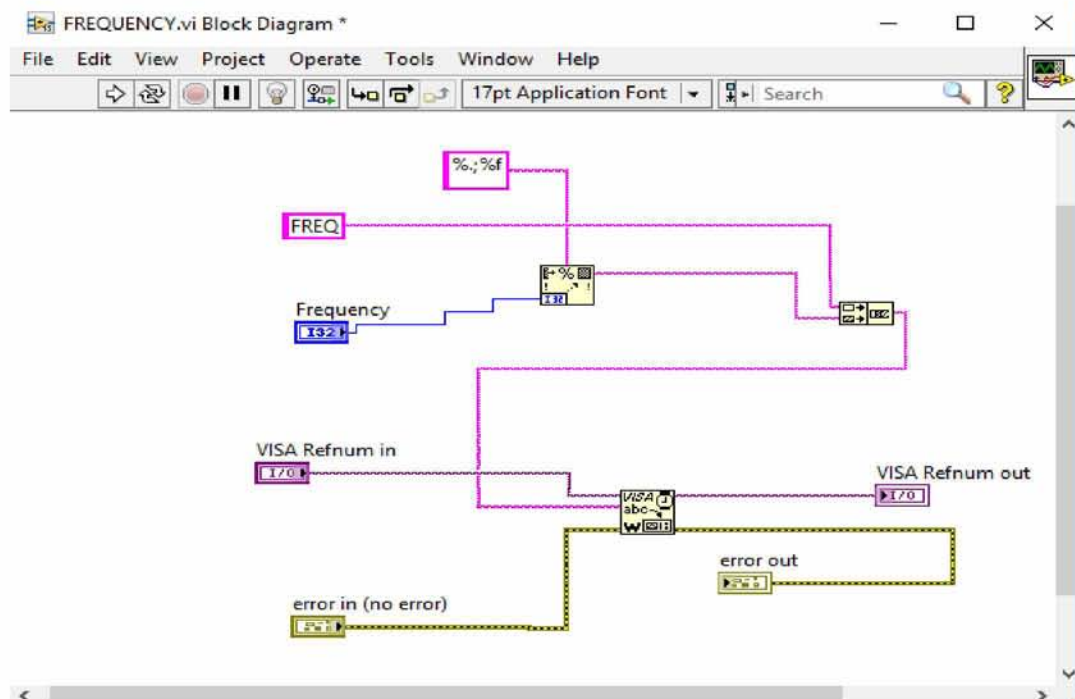 FREQUENCY.vi Block Diagram *
File Edit View Project Operate Tools Window Help
17pt Application Font Search
%.;%f
FREQ
%
I32
Frequency
I32
VISA Refnum in
I/O
VISA
abc
W
VISA Refnum out
I/O
error out
error in (no error)